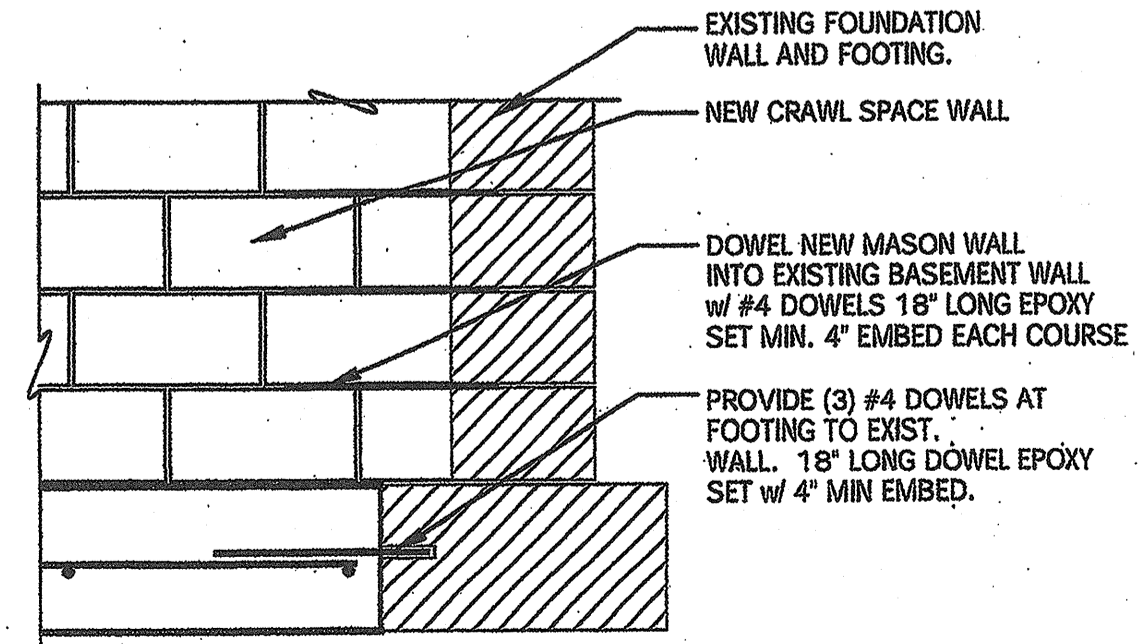 EXISTING FOUNDATION
WALL AND FOOTING.
NEW CRAWL SPACE WALL
DOWEL NEW MASON WALL
INTO EXISTING BASEMENT WALL
w/ #4 DOWELS 18" LONG EPOXY
SET MIN. 4" EMBED EACH COURSE
PROVIDE (3) #4 DOWELS AT
FOOTING TO EXIST.
WALL. 18" LONG DOWEL EPOXY
SET w/ 4" MIN EMBED.